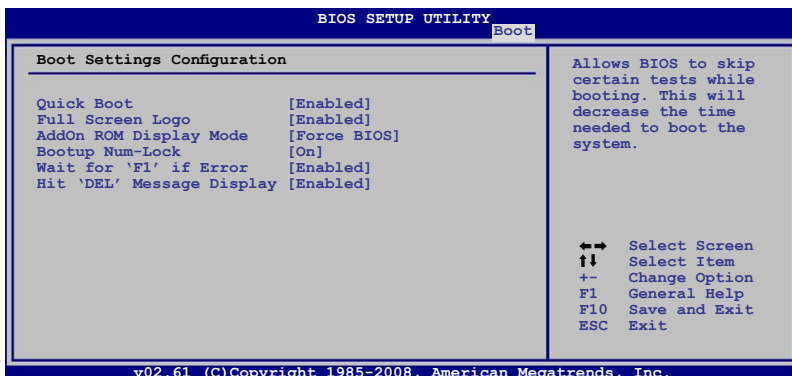 BIOS SETUP UTILITY
Boot
Boot Settings Configuration
Quick Boot [Enabled]
Full Screen Logo [Enabled]
AddOn ROM Display Mode [Force BIOS]
Bootup Num-Lock [On]
Wait for ‘F1’ if Error [Enabled]
Hit ‘DEL’ Message Display [Enabled]
Allows BIOS to skip
certain tests while
booting. This will
decrease the time
needed to boot the
system.
←→ Select Screen
↑↓ Select Item
+- Change Option
F1 General Help
F10 Save and Exit
ESC Exit
v02.61 (C)Copyright 1985-2008, American Megatrends, Inc.